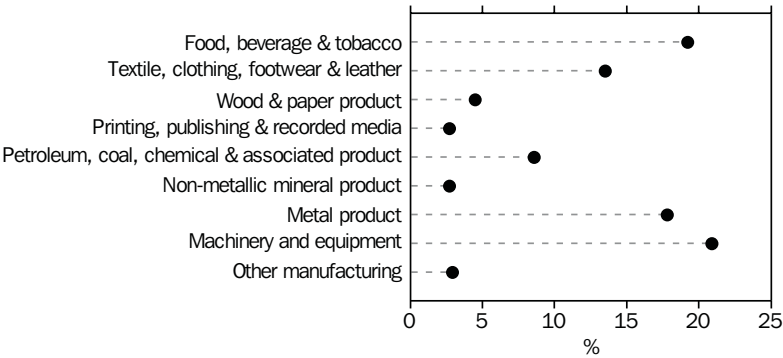 Food, beverage & tobacco
Textile, clothing, footwear & leather
Wood & paper product
Printing, publishing & recorded media
Petroleum, coal, chemical & associated product
Non-metallic mineral product
Metal product
Machinery and equipment
Other manufacturing
0 5 10 15 20 25
%